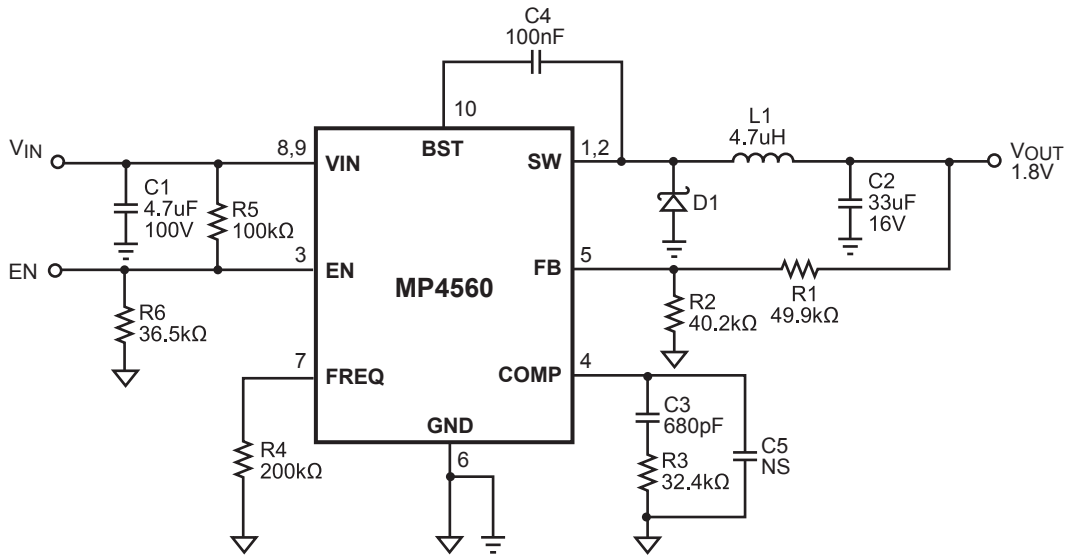 C4
100nF
10
BST
L1
4.7uH
VIN
8,9
VIN
SW
1,2
VOUT
1.8V
C1
4.7uF
100V
R5
100kΩ
D1
C2
33uF
16V
EN
3
EN
MP4560
FB
5
R1
49.9kΩ
R2
40.2kΩ
R6
36.5kΩ
7
FREQ
COMP
4
R4
200kΩ
GND
6
C3
680pF
R3
32.4kΩ
C5
NS